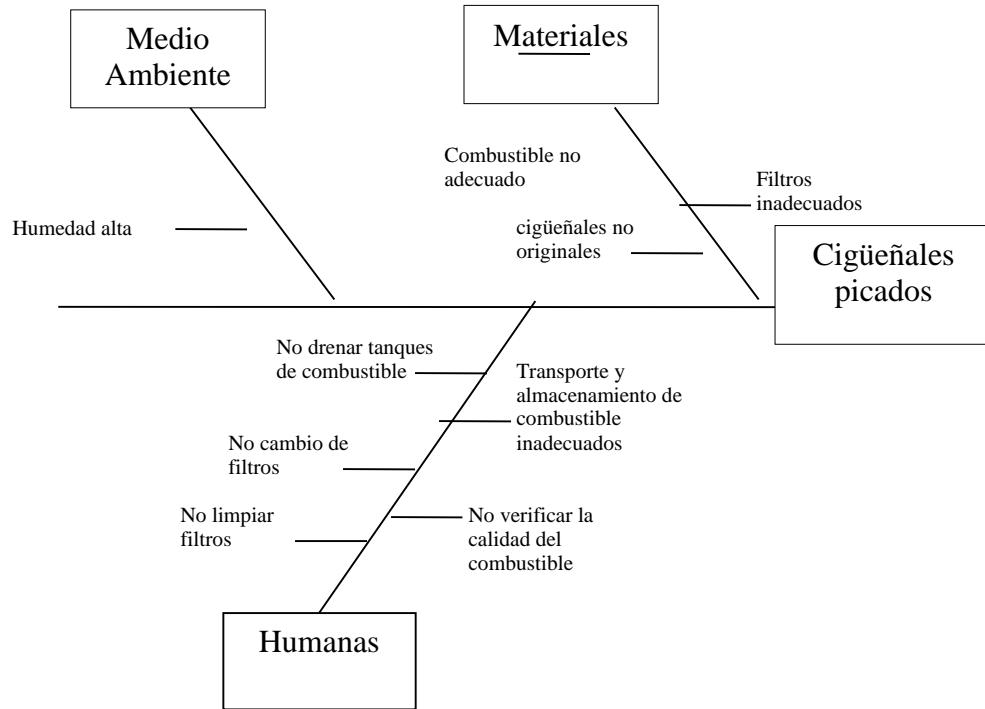 Medio
Ambiente
Materiales
Combustible no
adecuado
Filtros
inadecuados
Humedad alta
cigüeñales no
originales
Cigüeñales
picados
No drenar tanques
de combustible
Transporte y
almacenamiento de
combustible
inadecuados
No cambio de
filtros
No limpiar
filtros
No verificar la
calidad del
combustible
Humanas